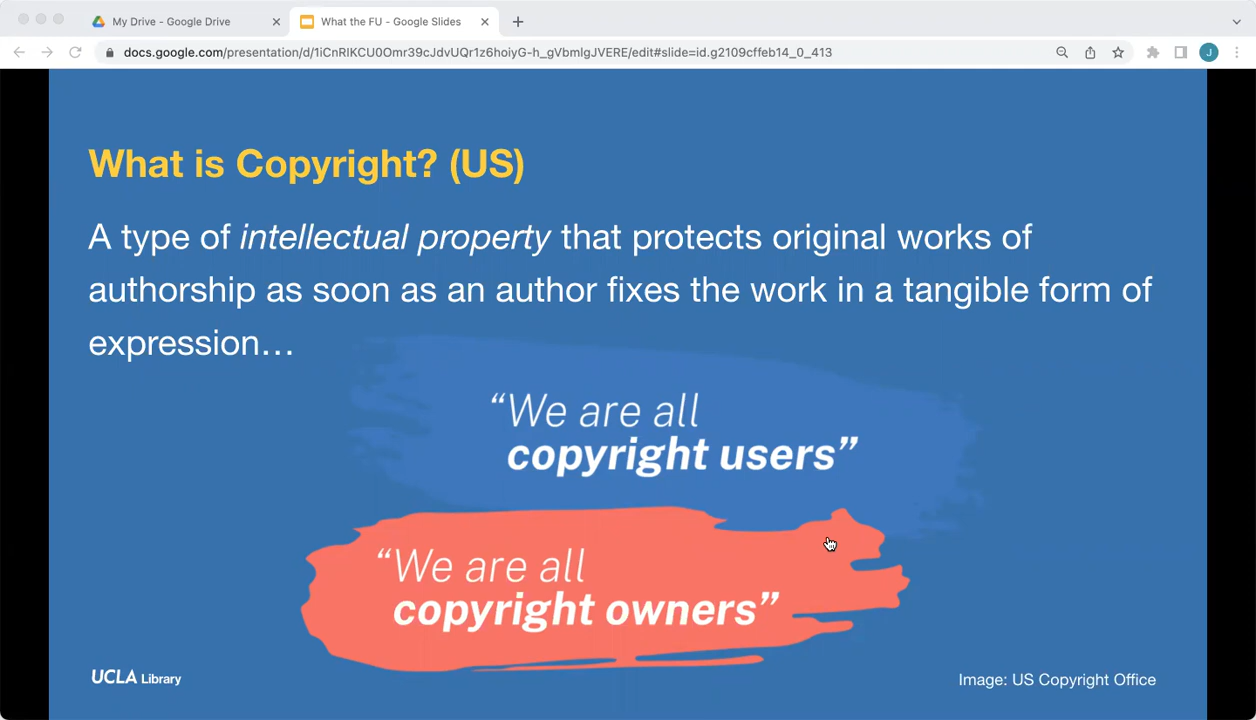 My Drive - Google Drive
What the FU - Google Slides
docs.google.com/presentation/d/1iCnRlKCU0Omr39cJdvUQr1z6hoiyG-h_gVbmlgJVERE/edit#slide=id.g2109cffeb14_0_413
J
What is Copyright? (US)
A type of intellectual property that protects original works of
authorship as soon as an author fixes the work in a tangible form of
expression…
“We are all
copyright users”
“We are all
copyright owners”
UCLA Library
Image: US Copyright Office